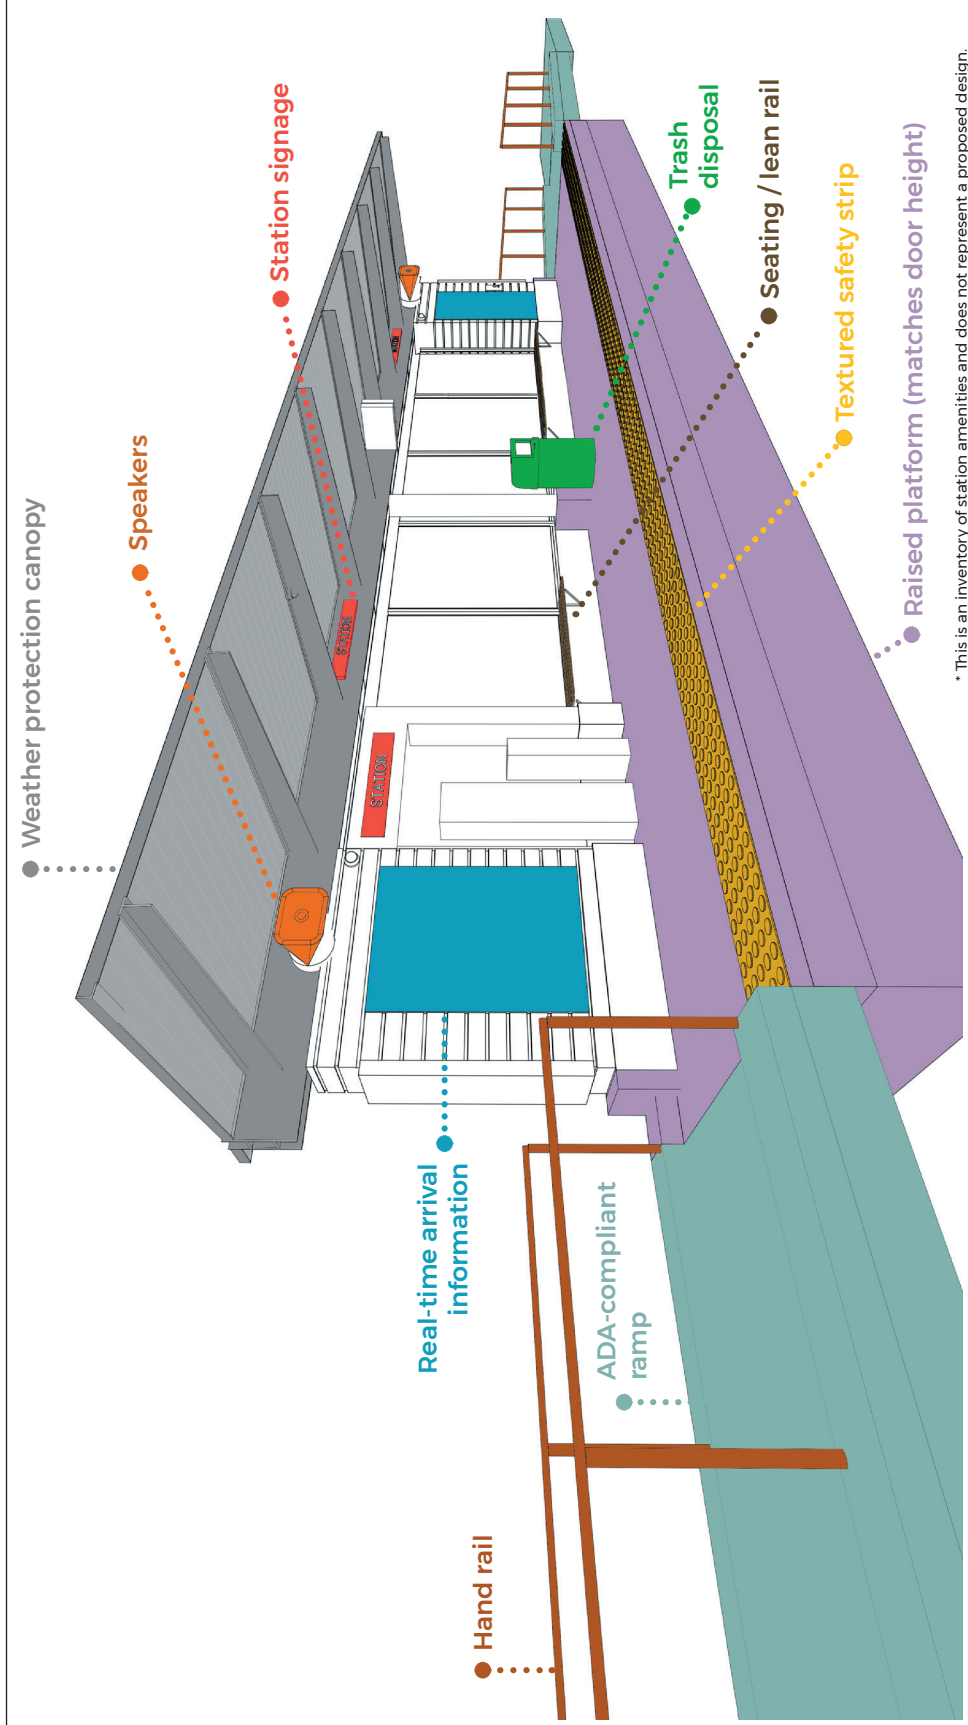 Weather protection canopy
Speakers
Station signage
STATION
STATION
Real-time arrival
information
Trash
disposal
Seating / lean rail
Hand rail
ADA-compliant
ramp
Textured safety strip
Raised platform (matches door height)
* This is an inventory of station amenities and does not represent a proposed design.